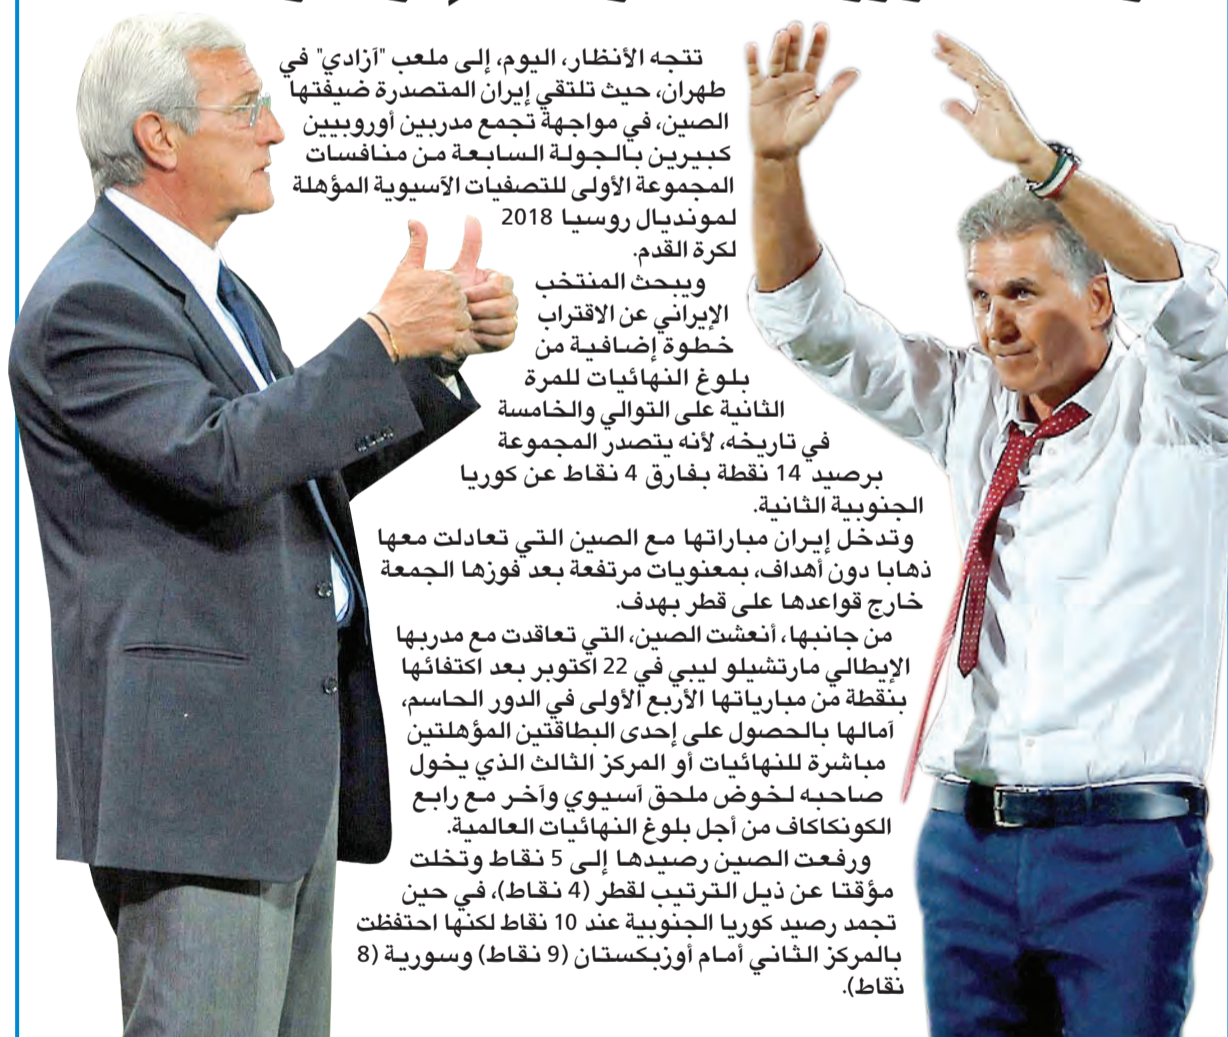 تتجه الأنظار، اليوم، إلى ملعب "آزادي" في
طهران، حيث تلتقي إيران المتصدرة ضيفتها
الصين، في مواجهة تجمع مدربين أوروبيين
كبيرين بالجولة السابعة من منافسات
المجموعة الأولى للتصفيات الآسيوية المؤهلة
لمونديال روسيا 2018
لكرة القدم.
ويبحث المنتخب
الإيراني عن الاقتراب
خطوة إضافية من
بلوغ النهائيات للمرة
الثانية على التوالي والخامسة
في تاريخه، لأنه يتصدر المجموعة
برصيد 14 نقطة بفارق 4 نقاط عن كوريا
الجنوبية الثانية.
وتدخل إيران مباراتها مع الصين التي تعادلت معها
ذهابا دون أهداف، بمعنويات مرتفعة بعد فوزها الجمعة
خارج قواعدها على قطر بهدف.
من جانبها، أنعشت الصين، التي تعاقدت مع مدربها
الإيطالي مارتشيلو ليبي في 22 أكتوبر بعد اكتفائها
بنقطة من مبارياتها الأربع الأولى في الدور الحاسم،
آمالها بالحصول على إحدى البطاقتين المؤهلتين
مباشرة للنهائيات أو المركز الثالث الذي يخول
صاحبه لخوض ملحق آسيوي وآخر مع رابع
الكونكاكاف من أجل بلوغ النهائيات العالمية.
ورفعت الصين رصيدها إلى 5 نقاط وتخلت
مؤقتا عن ذيل الترتيب لقطر (4 نقاط)، في حين
تجمد رصيد كوريا الجنوبية عند 10 نقاط لكنها احتفظت
بالمركز الثاني أمام أوزبكستان (9 نقاط) وسورية (8
نقاط).